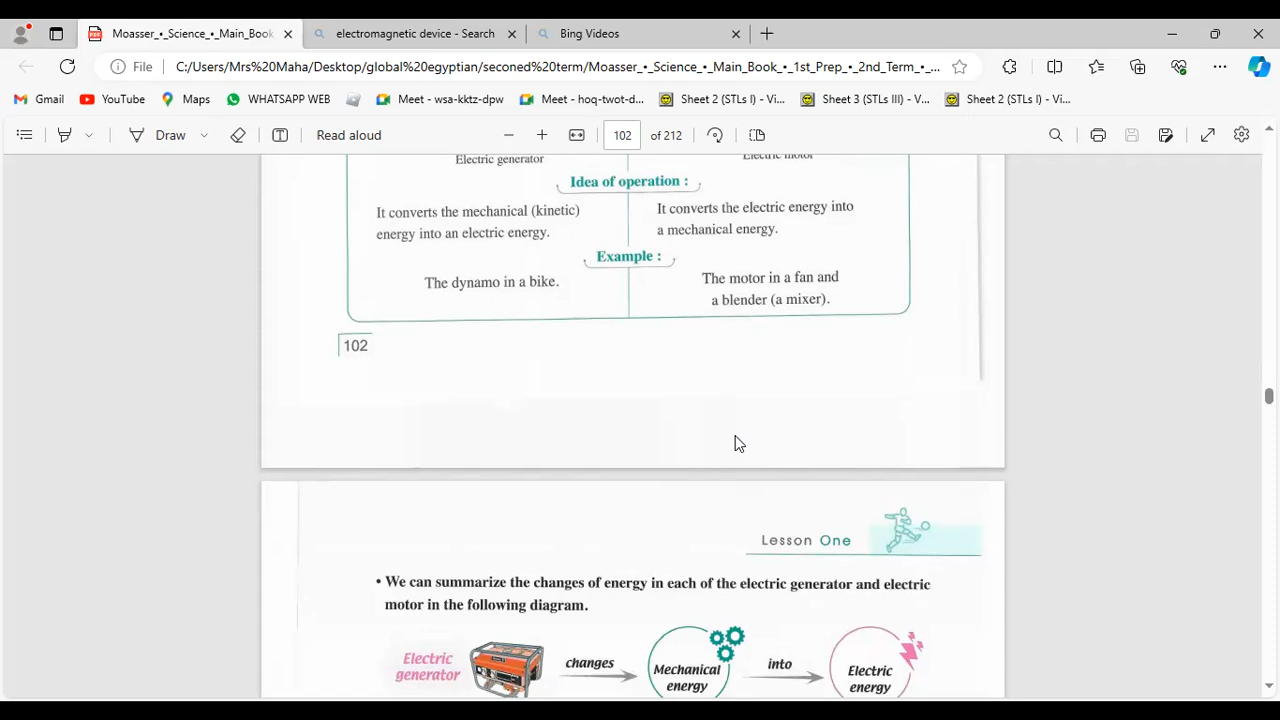 Moasser_•_Science_•_Main_Book
electromagnetic device - Search
Bing Videos
File
C:/Users/Mrs%20Maha/Desktop/global%20egyptian/seconed%20term/Moasser_•_Science_•_Main_Book_•_1st_Prep_•_2nd_Term_•_...
Gmail
YouTube
Maps
WHATSAPP WEB
Meet - wsa-kktz-dpw
Meet - hoq-twot-d...
Sheet 2 (STLs I) - Vi...
Sheet 3 (STLs III) - V...
Sheet 2 (STLs I) - Vi...
Draw
Read aloud
102 of 212
Electric generator
Electric motor
Idea of operation :
It converts the mechanical (kinetic)
energy into an electric energy.
It converts the electric energy into
a mechanical energy.
Example :
The dynamo in a bike.
The motor in a fan and
a blender (a mixer).
102
Lesson One
• We can summarize the changes of energy in each of the electric generator and electric
motor in the following diagram.
Electric
generator
changes
Mechanical
energy
into
Electric
energy